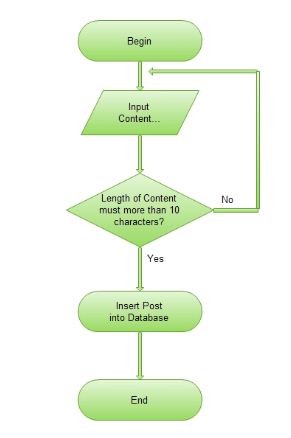 Begin
Input
Content...
Length of Content
must more than 10
characters?
No
Yes
Insert Post
into Database
End